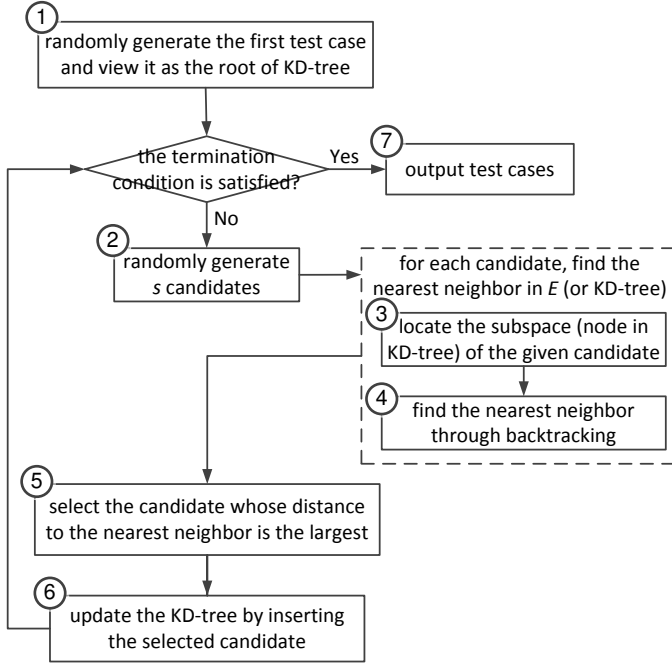 1
randomly generate the first test case
and view it as the root of KD-tree
the termination
condition is satisfied?
Yes
7
output test cases
No
2
randomly generate
s candidates
for each candidate, find the
nearest neighbor in E (or KD-tree)
3
locate the subspace (node in
KD-tree) of the given candidate
4
find the nearest neighbor
through backtracking
5
select the candidate whose distance
to the nearest neighbor is the largest
6
update the KD-tree by inserting
the selected candidate